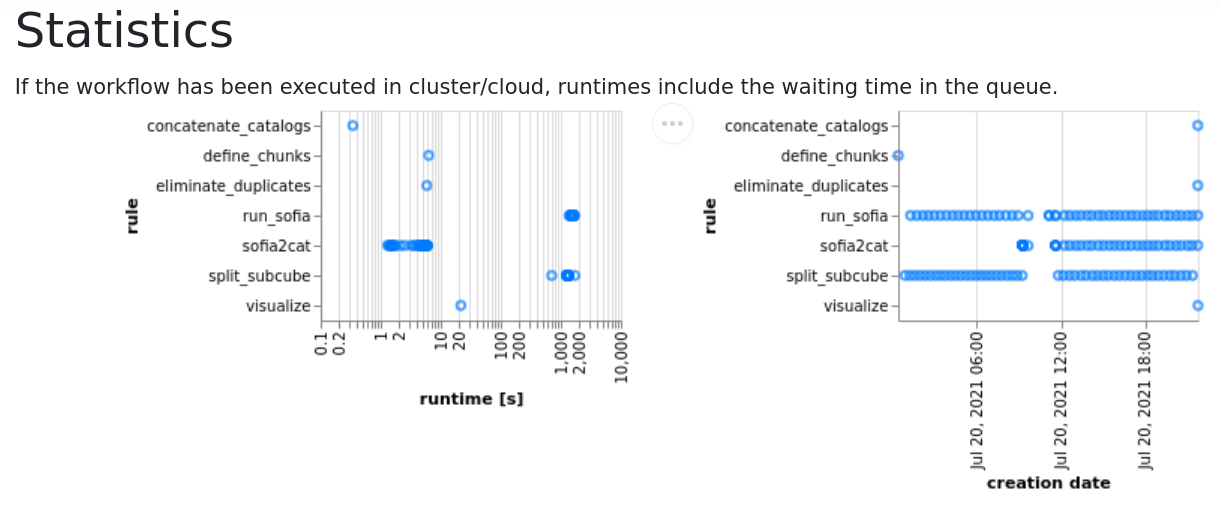 Statistics
If the workflow has been executed in cluster/cloud, runtimes include the waiting time in the queue.
rule
concatenate_catalogs
define_chunks
eliminate_duplicates
run_sofia
sofia2cat
split_subcube
visualize
0.1
0.2
1
2
10
20
100
200
1,000
2,000
10,000
runtime [s]
rule
concatenate_catalogs
define_chunks
eliminate_duplicates
run_sofia
sofia2cat
split_subcube
visualize
Jul 20, 2021 06:00
Jul 20, 2021 12:00
Jul 20, 2021 18:00
creation date